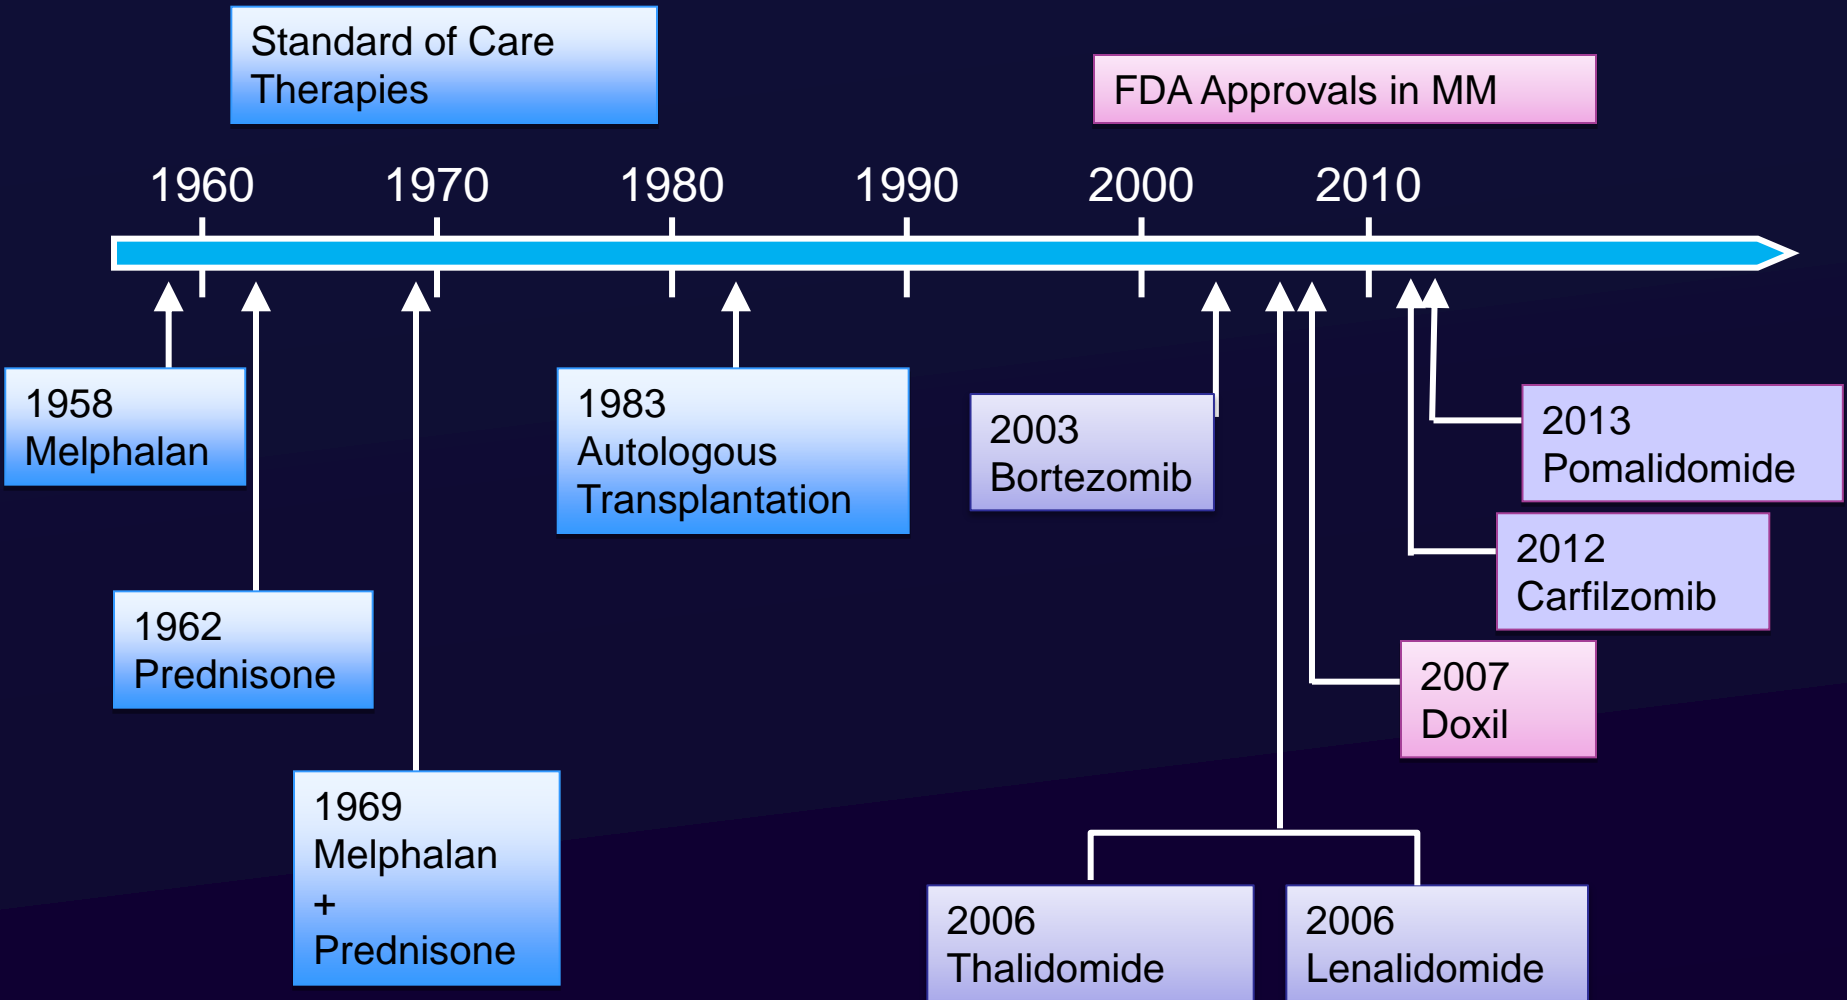 Standard of Care
Therapies
FDA Approvals in MM
1960
1970
1980
1990
2000
2010
1958
Melphalan
1962
Prednisone
1969
Melphalan
+
Prednisone
1983
Autologous
Transplantation
2003
Bortezomib
2006
Thalidomide
2006
Lenalidomide
2007
Doxil
2012
Carfilzomib
2013
Pomalidomide